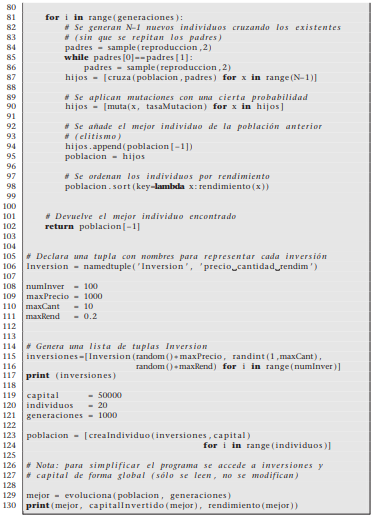 80
81 for i in range(generaciones):
82 # Se generan N-1 nuevos individuos cruzando los existentes
83 # (sin que se repitan los padres)
84 padres = sample(reproduccion,2)
85 while padres[0]==padres[1]:
86 padres = sample(reproduccion,2)
87 hijos = [cruza(poblacion,padres) for x in range(N-1)]
88
89 # Se aplican mutaciones con una cierta probabilidad
90 hijos = [muta(x, tasaMutacion) for x in hijos]
91
92 # Se añade el mejor individuo de la población anterior
93 # (elitismo)
94 hijos.append(poblacion[-1])
95 poblacion = hijos
96
97 # Se ordenan los individuos por rendimiento
98 poblacion.sort(key=lambda x:rendimiento(x))
99
100
101 # Devuelve el mejor individuo encontrado
102 return poblacion[-1]
103
104
105 # Declara una tupla con nombres para representar cada inversión
106 Inversion = namedtuple('Inversion', 'precio␣cantidad␣rendim')
107
108 numInver = 100
109 maxPrecio = 1000
110 maxCant = 10
111 maxRend = 0.2
112
113
114 # Genera una lista de tuplas Inversion
115 inversiones=[Inversion(random()*maxPrecio, randint(1,maxCant),
116 random()*maxRend) for i in range(numInver)]
117 print (inversiones)
118
119 capital = 50000
120 individuos = 20
121 generaciones = 1000
122
123 poblacion = [creaIndividuo(inversiones,capital)
124 for i in range(individuos)]
125
126 # Nota: para simplificar el programa se accede a inversiones y
127 # capital de forma global (sólo se leen, no se modifican)
128
129 mejor = evoluciona(poblacion, generaciones)
130 print(mejor, capitalInvertido(mejor), rendimiento(mejor))